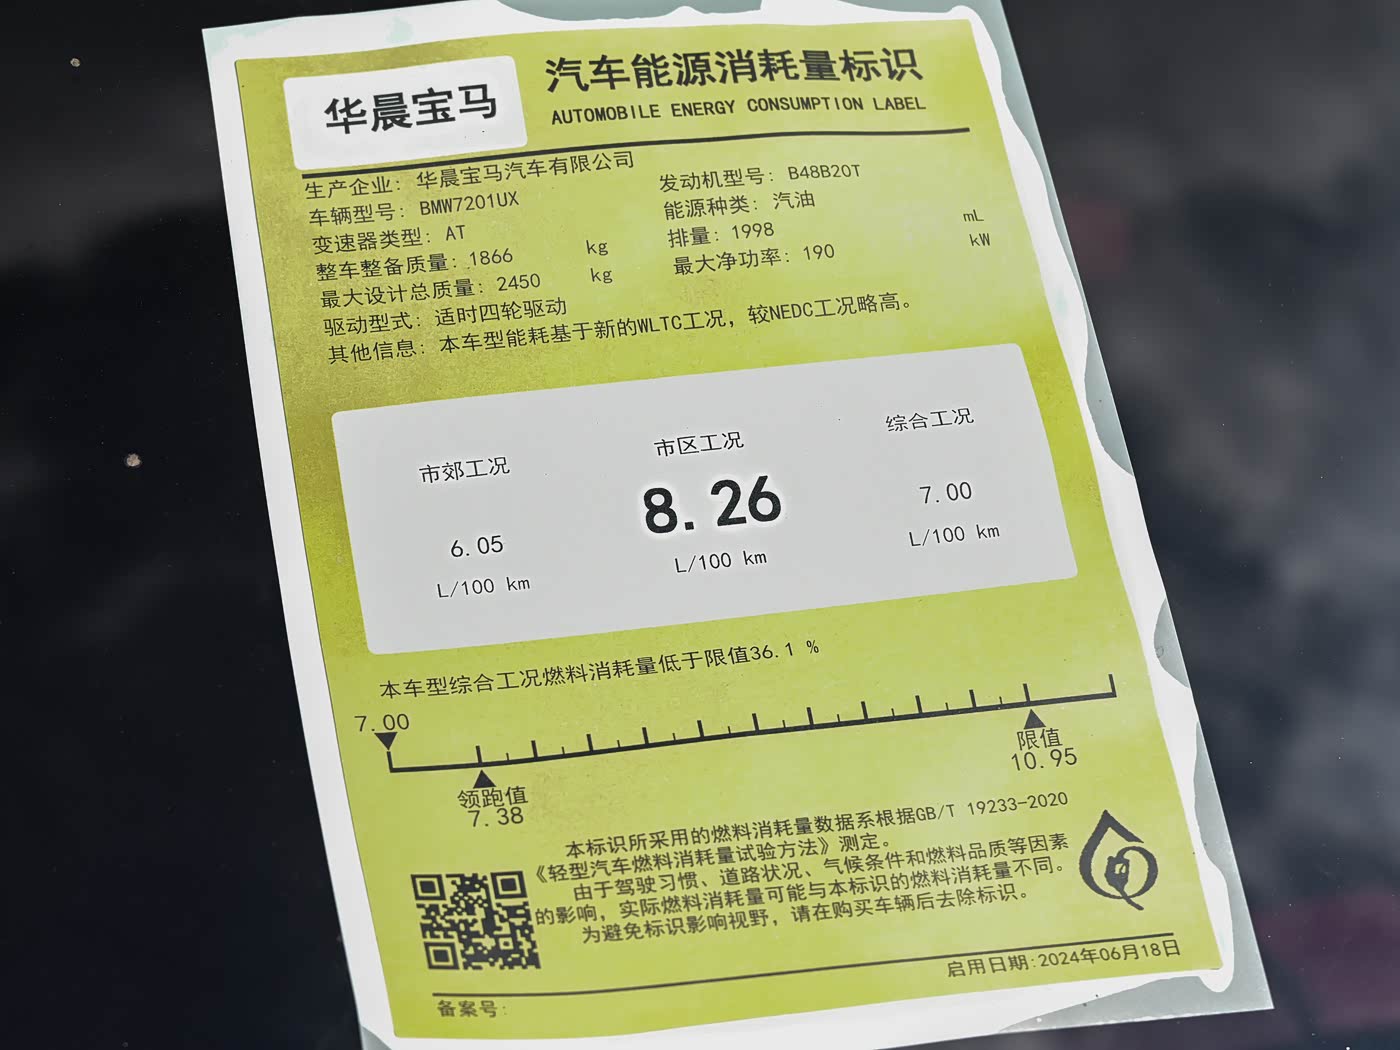 华晨宝马
汽车能源消耗量标识
AUTOMOBILE ENERGY CONSUMPTION LABEL
生产企业: 华晨宝马汽车有限公司
车辆型号: BMW7201UX
发动机型号: B48B20T
变速器类型: AT
能源种类: 汽油
整车整备质量: 1866 kg
排量: 1998 mL
最大设计总质量: 2450 kg
最大净功率: 190 kW
驱动型式: 适时四轮驱动
其他信息: 本车型能耗基于新的WLTC工况，较NEDC工况略高。
市郊工况
6.05
L/100 km
市区工况
8.26
L/100 km
综合工况
7.00
L/100 km
本车型综合工况燃料消耗量低于限值36.1 %
7.00
领跑值
7.38
限值
10.95
本标识所采用的燃料消耗量数据系根据GB/T 19233-2020
《轻型汽车燃料消耗量试验方法》测定。
由于驾驶习惯、道路状况、气候条件和燃料品质等因素
的影响，实际燃料消耗量可能与本标识的燃料消耗量不同。
为避免标识影响视野，请在购买车辆后去除标识。
备案号:
启用日期:2024年06月18日